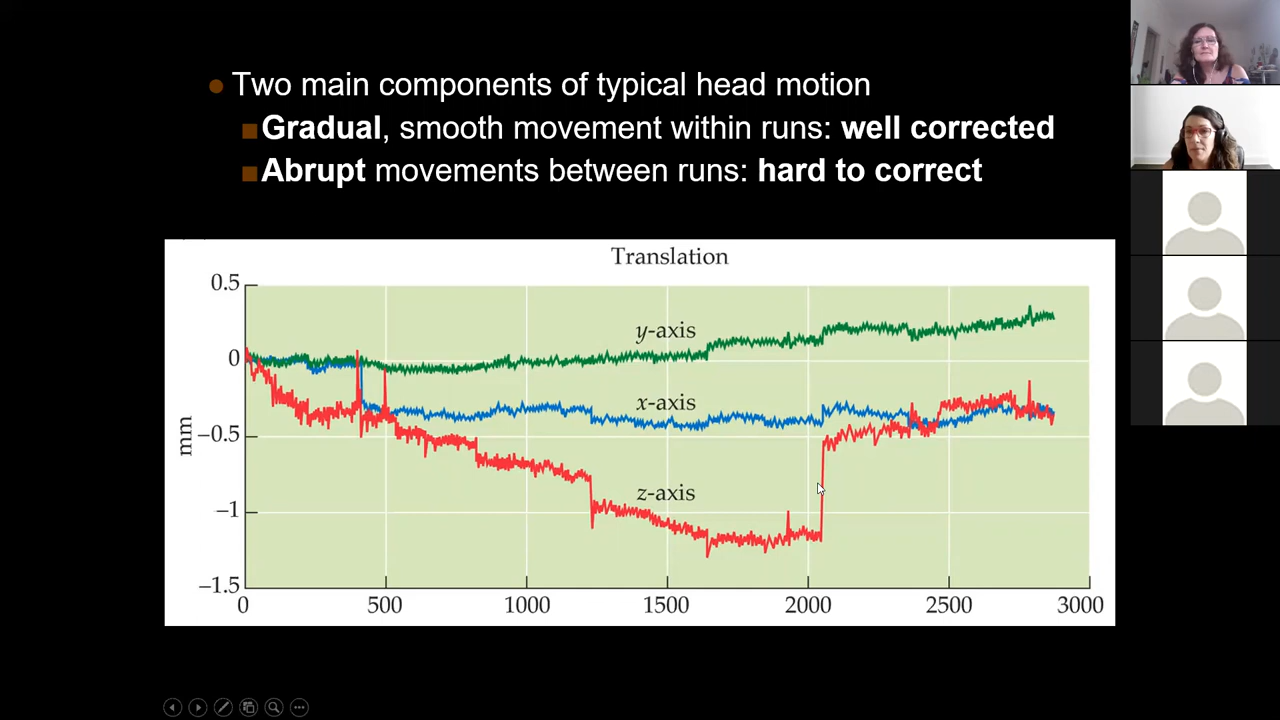 Two main components of typical head motion
Gradual, smooth movement within runs: well corrected
Abrupt movements between runs: hard to correct
Translation
0.5
0
–0.5
–1
–1.5
mm
y-axis
x-axis
z-axis
0 500 1000 1500 2000 2500 3000